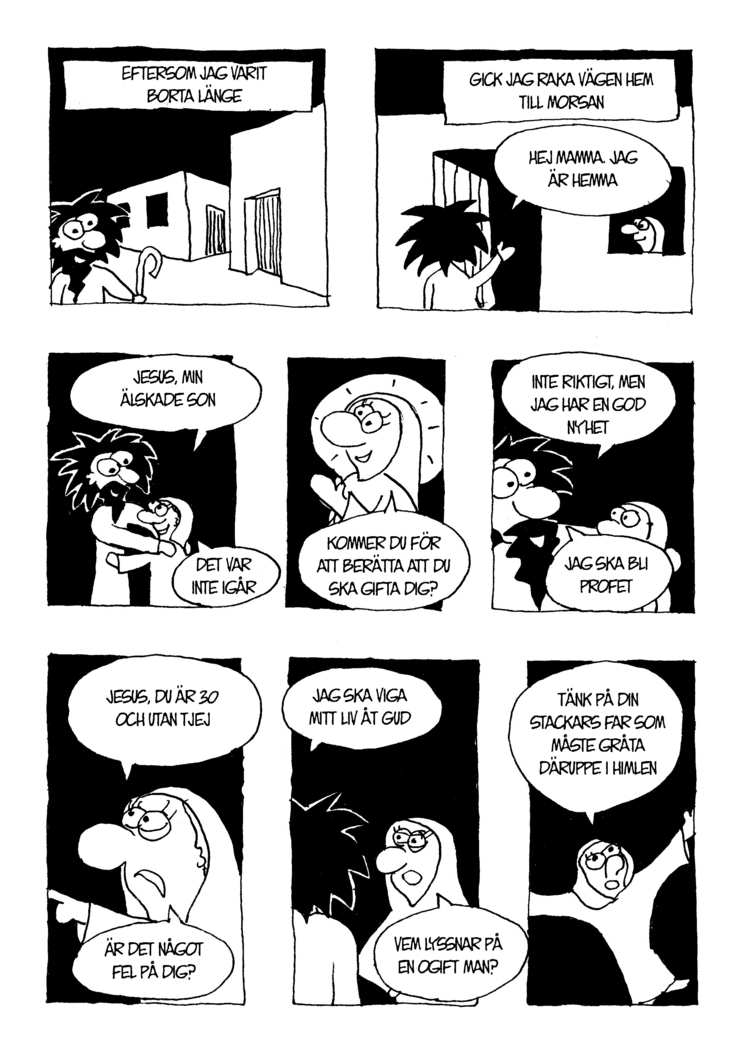 EFTERSOM JAG VARIT
BORTA LÄNGE
GICK JAG RAKA VÄGEN HEM
TILL MORSAN
HEJ MAMMA. JAG
ÄR HEMMA
JESUS, MIN
ÄLSKADE SON
DET VAR
INTE IGÅR
KOMMER DU FÖR
ATT BERÄTTA ATT DU
SKA GIFTA DIG?
INTE RIKTIGT, MEN
JAG HAR EN GOD
NYHET
JAG SKA BLI
PROFET
JESUS, DU ÄR 30
OCH UTAN TJEJ
ÄR DET NÅGOT
FEL PÅ DIG?
JAG SKA VIGA
MITT LIV ÅT GUD
VEM LYSSNAR PÅ
EN OGIFT MAN?
TÄNK PÅ DIN
STACKARS FAR SOM
MÅSTE GRÅTA
DÄRUPPE I HIMLEN